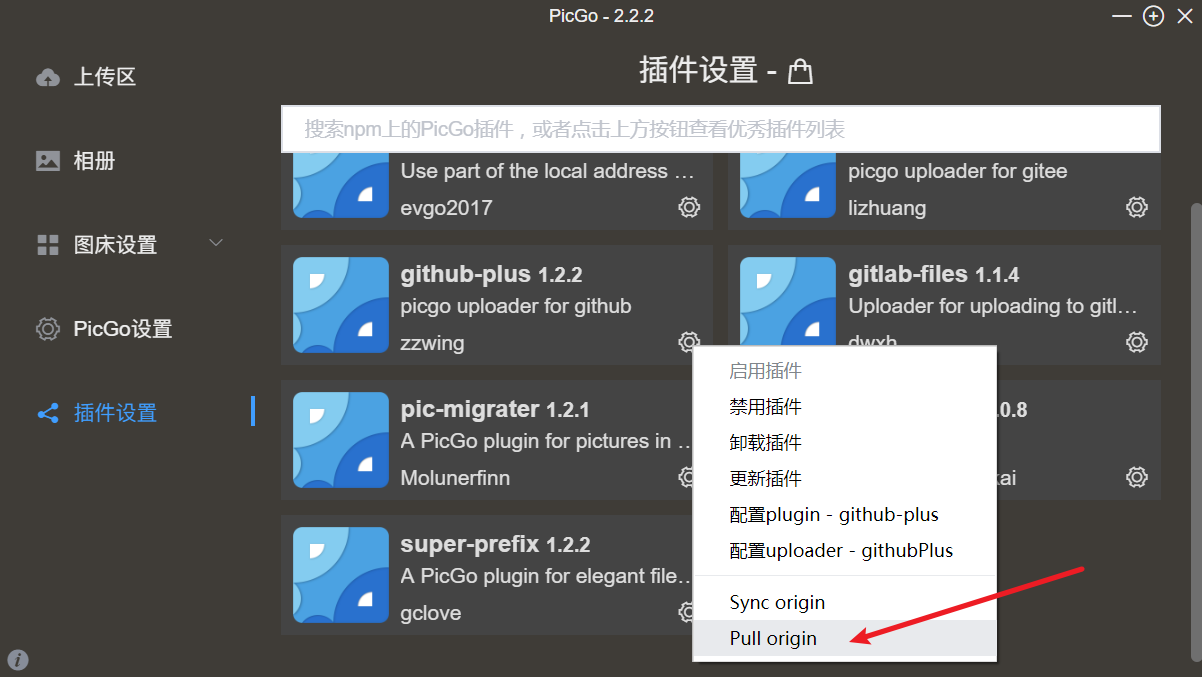 PicGo - 2.2.2
上传区
相册
图床设置
PicGo设置
插件设置
插件设置 -
搜索npm上的PicGo插件，或者点击上方按钮查看优秀插件列表
Use part of the local address …
evgo2017
picgo uploader for gitee
lizhuang
github-plus 1.2.2
picgo uploader for github
zzwing
gitlab-files 1.1.4
Uploader for uploading to gitl…
dwxh
pic-migrater 1.2.1
A PicGo plugin for pictures in …
Molunerfinn
.0.8
kai
super-prefix 1.2.2
A PicGo plugin for elegant file…
gclove
启用插件
禁用插件
卸载插件
更新插件
配置plugin - github-plus
配置uploader - githubPlus
Sync origin
Pull origin